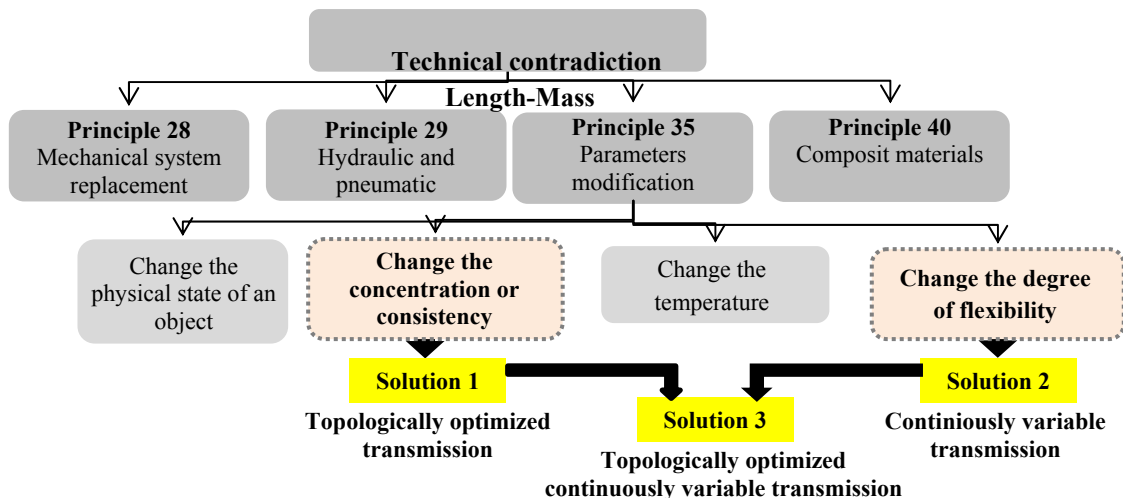 Technical contradiction
Length-Mass
Principle 28
Mechanical system
replacement
Principle 29
Hydraulic and
pneumatic
Principle 35
Parameters
modification
Principle 40
Composit materials
Change the
physical state of an
object
Change the
concentration or
consistency
Change the
temperature
Change the degree
of flexibility
Solution 1
Topologically optimized
transmission
Solution 3
Topologically optimized
continuously variable transmission
Solution 2
Continiously variable
transmission